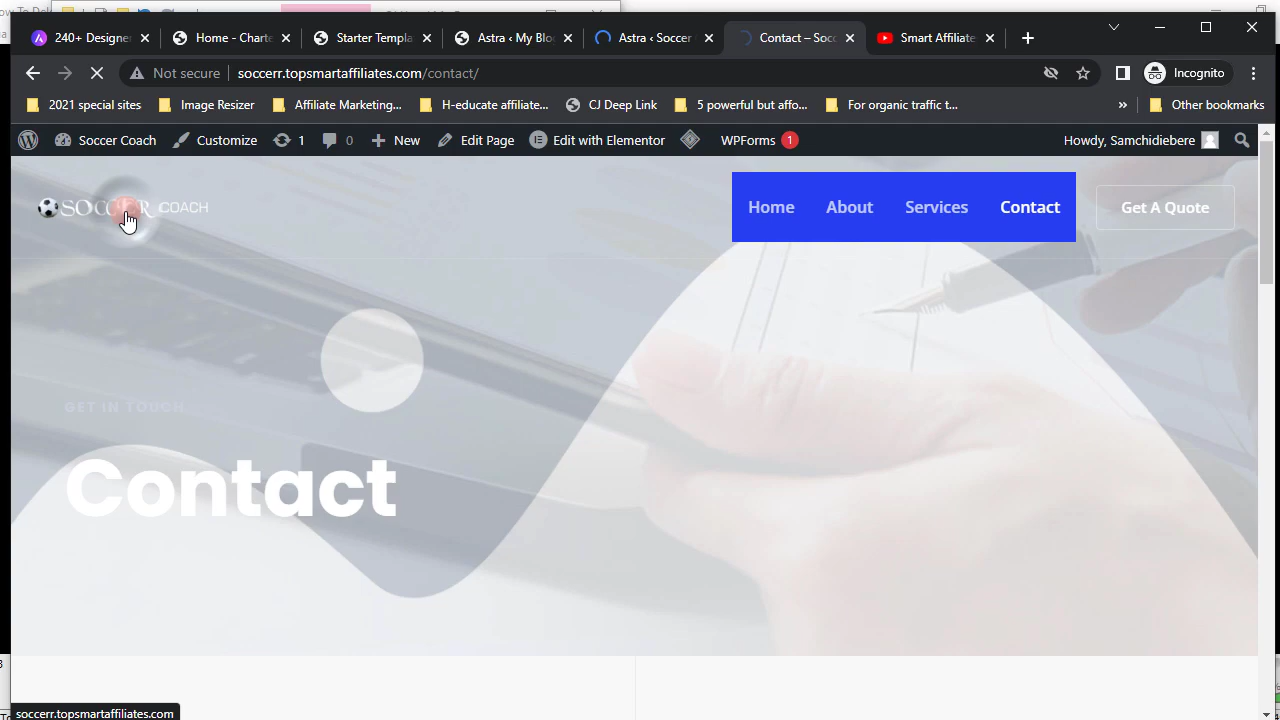 240+ Designer
Home - Charte
Starter Templa
Astra ‹ My Blo
Astra ‹ Soccer
Contact – Socc
Smart Affiliate
Not secure
soccerr.topsmartaffiliates.com/contact/
Incognito
2021 special sites
Image Resizer
Affiliate Marketing...
H-educate affiliate...
CJ Deep Link
5 powerful but affo...
For organic traffic t...
»
Other bookmarks
Soccer Coach
Customize
1
0
New
Edit Page
Edit with Elementor
WPForms 1
Howdy, Samchidiebere
SOCCER COACH
Home
About
Services
Contact
Get A Quote
GET IN TOUCH
Contact
soccerr.topsmartaffiliates.com